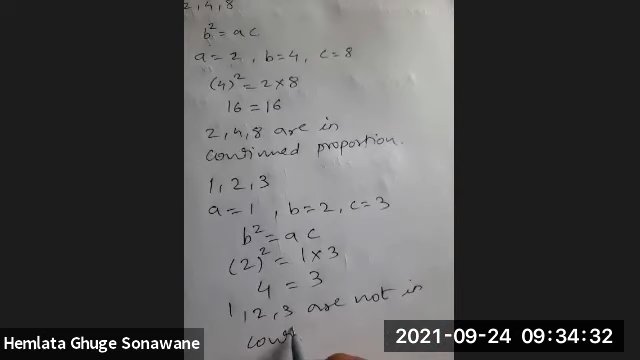 2, 4, 8
b² = ac
a = 2, b = 4, c = 8
(4)² = 2 × 8
16 = 16
2, 4, 8 are in
continued proportion.
1, 2, 3
a = 1, b = 2, c = 3
b² = ac
(2)² = 1 × 3
4 = 3
1, 2, 3 are not in
Hemlata Ghuge Sonawane
2021-09-24 09:34:32